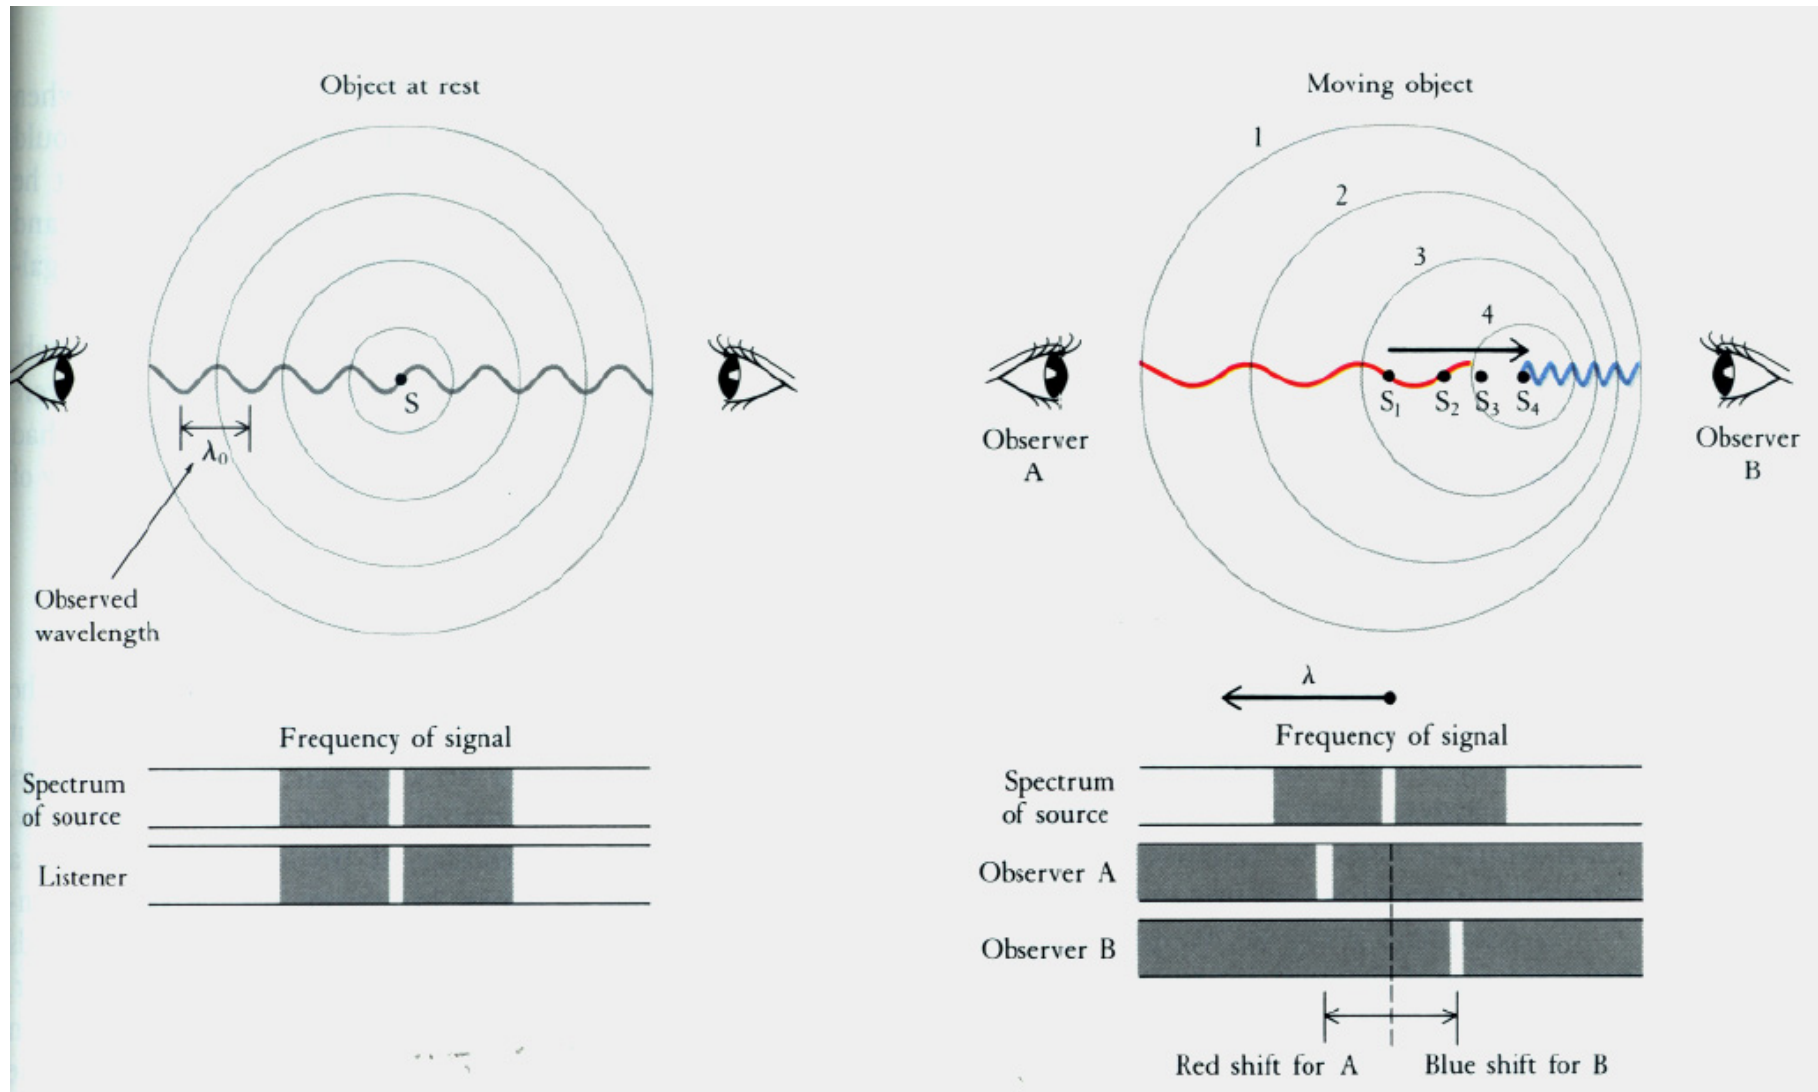 Object at rest
S
λ₀
Observed
wavelength
Frequency of signal
Spectrum
of source
Listener
Moving object
1
2
3
4
S₁ S₂ S₃ S₄
Observer
A
Observer
B
λ
Frequency of signal
Spectrum
of source
Observer A
Observer B
Red shift for A Blue shift for B